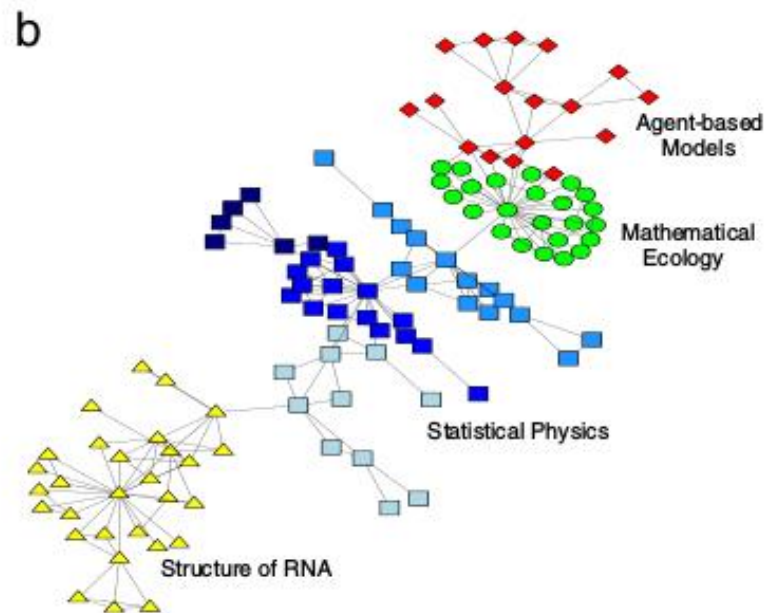 b
Agent-based
Models
Mathematical
Ecology
Statistical Physics
Structure of RNA